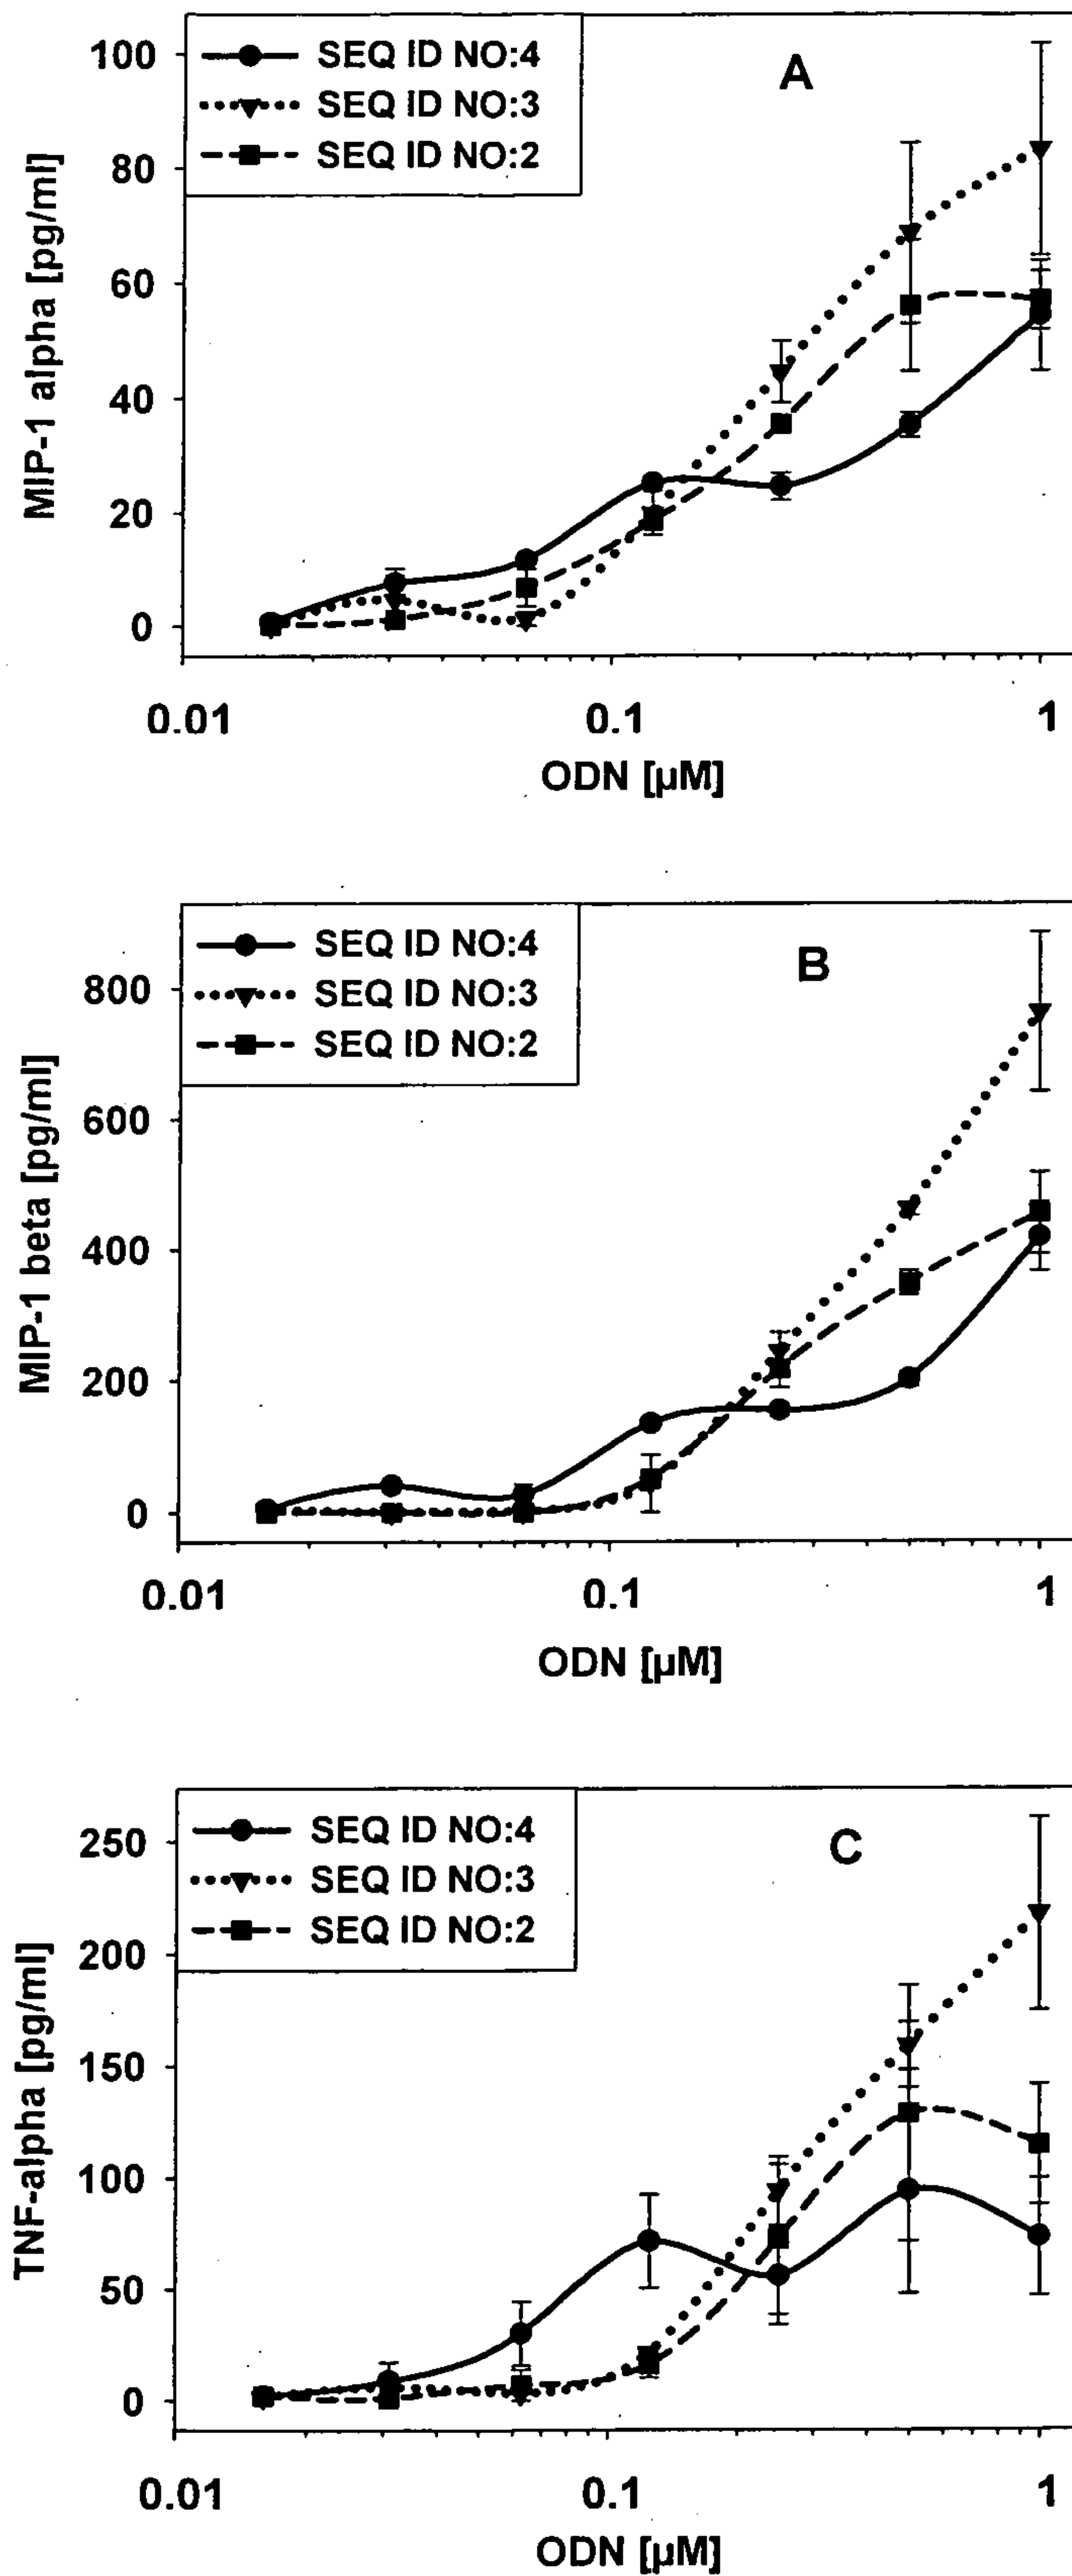 SEQ ID NO:4
SEQ ID NO:3
SEQ ID NO:2
A
MIP-1 alpha [pg/ml]
100
80
60
40
20
0
0.01 0.1 1
ODN [µM]
SEQ ID NO:4
SEQ ID NO:3
SEQ ID NO:2
B
MIP-1 beta [pg/ml]
800
600
400
200
0
0.01 0.1 1
ODN [µM]
SEQ ID NO:4
SEQ ID NO:3
SEQ ID NO:2
C
TNF-alpha [pg/ml]
250
200
150
100
50
0
0.01 0.1 1
ODN [µM]